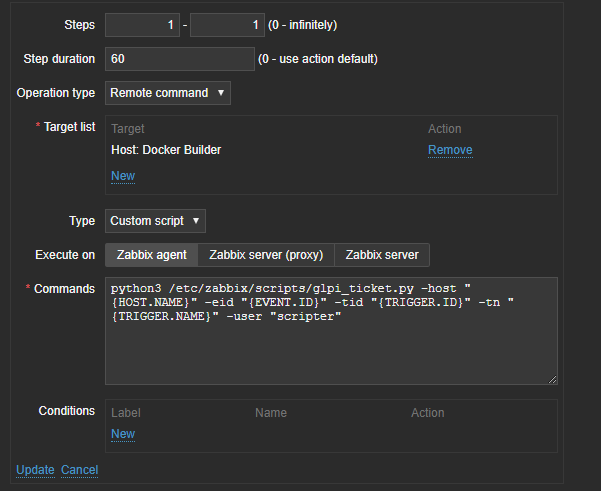 Steps 1 - 1 (0 - infinitely)
Step duration 60 (0 - use action default)
Operation type Remote command ▼
* Target list Target Action
Host: Docker Builder Remove
New
Type Custom script ▼
Execute on Zabbix agent Zabbix server (proxy) Zabbix server
* Commands python3 /etc/zabbix/scripts/glpi_ticket.py -host "
{HOST.NAME}" -eid "{EVENT.ID}" -tid "{TRIGGER.ID}" -tn "
{TRIGGER.NAME}" -user "scripter"
Conditions Label Name Action
New
Update Cancel